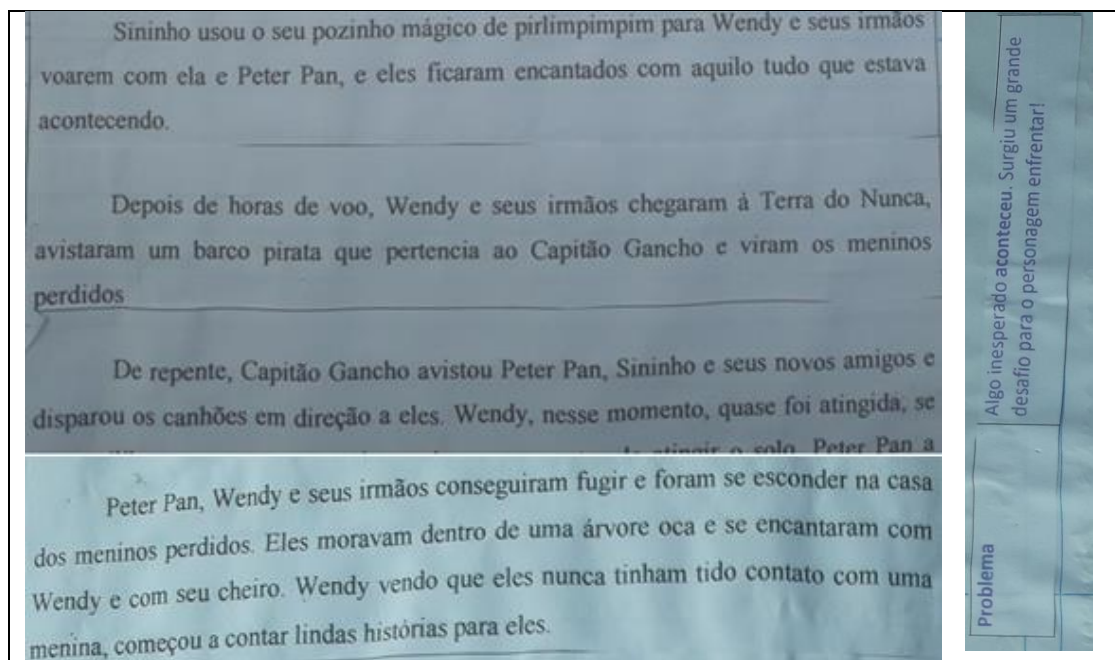 Sininho usou o seu pozinho mágico de pirlimpimpim para Wendy e seus irmãos
voarem com ela e Peter Pan, e eles ficaram encantados com aquilo tudo que estava
acontecendo.
Depois de horas de voo, Wendy e seus irmãos chegaram à Terra do Nunca,
avistaram um barco pirata que pertencia ao Capitão Gancho e viram os meninos
perdidos
De repente, Capitão Gancho avistou Peter Pan, Sininho e seus novos amigos e
disparou os canhões em direção a eles. Wendy, nesse momento, quase foi atingida, se
atingir o solo. Peter Pan a
Peter Pan, Wendy e seus irmãos conseguiram fugir e foram se esconder na casa
dos meninos perdidos. Eles moravam dentro de uma árvore oca e se encantaram com
Wendy e com seu cheiro. Wendy vendo que eles nunca tinham tido contato com uma
menina, começou a contar lindas histórias para eles.
Problema
Algo inesperado aconteceu. Surgiu um grande
desafio para o personagem enfrentar!